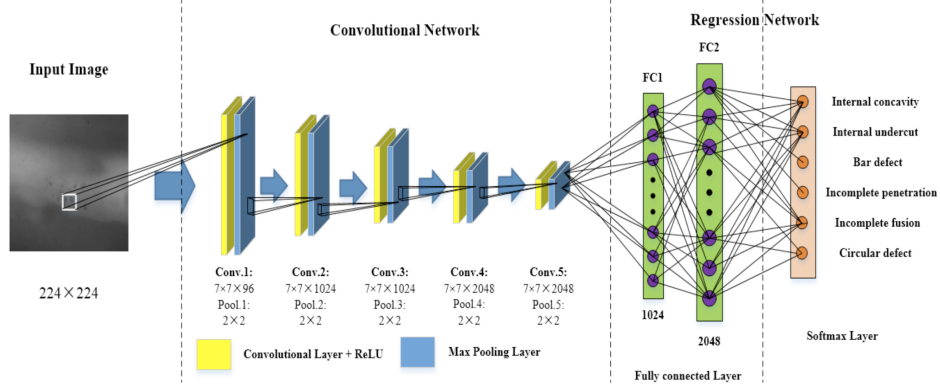 Convolutional Network
Regression Network
Input Image
FC1
FC2
Internal concavity
Internal undercut
Bar defect
Incomplete penetration
Incomplete fusion
Circular defect
224×224
Conv.1:
7×7×96
Pool.1:
2×2
Conv.2:
7×7×1024
Pool.2:
2×2
Conv.3:
7×7×1024
Pool.3:
2×2
Conv.4:
7×7×2048
Pool.4:
2×2
Conv.5:
7×7×2048
Pool.5:
2×2
1024
2048
Softmax Layer
Convolutional Layer + ReLU
Max Pooling Layer
Fully connected Layer